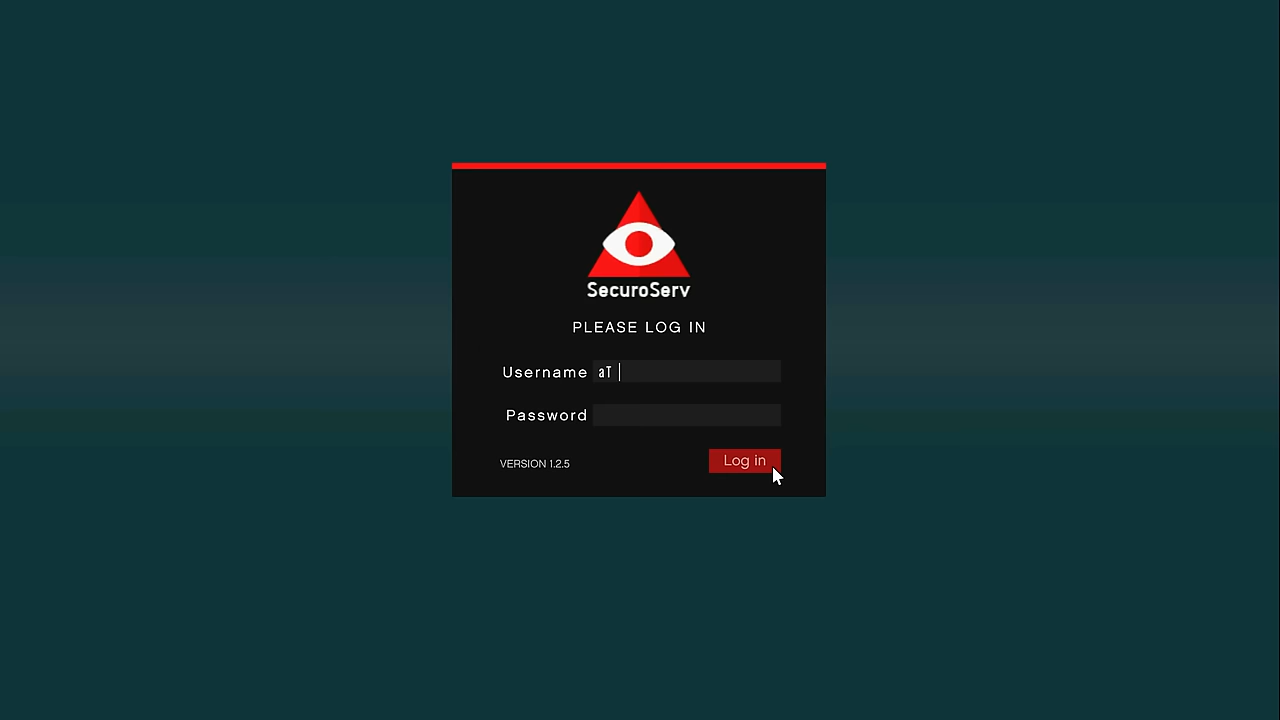 SecuroServ
PLEASE LOG IN
Username aT
Password
VERSION 1.2.5 Log in